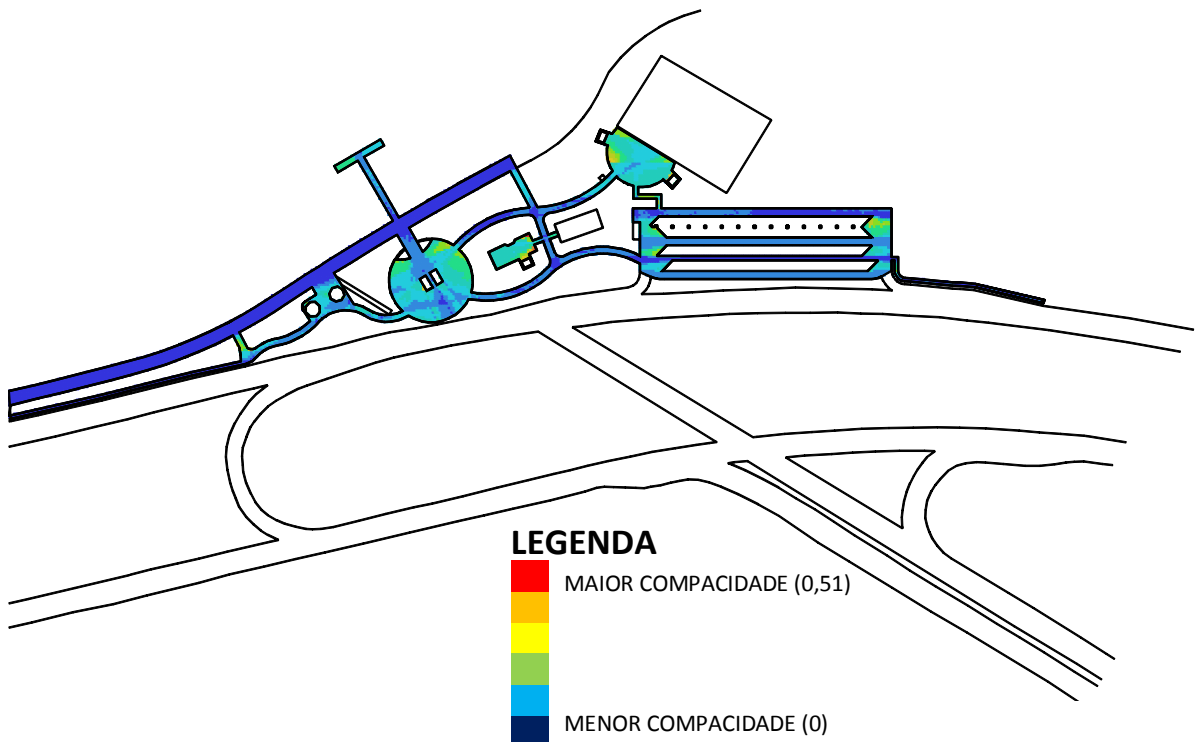 LEGENDA
MAIOR COMPACIDADE (0,51)
MENOR COMPACIDADE (0)